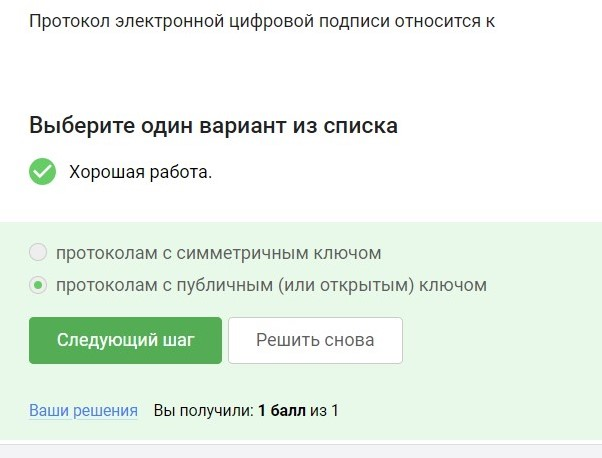 Протокол электронной цифровой подписи относится к
Выберите один вариант из списка
Хорошая работа.
протоколам с симметричным ключом
протоколам с публичным (или открытым) ключом
Следующий шаг
Решить снова
Ваши решения Вы получили: 1 балл из 1